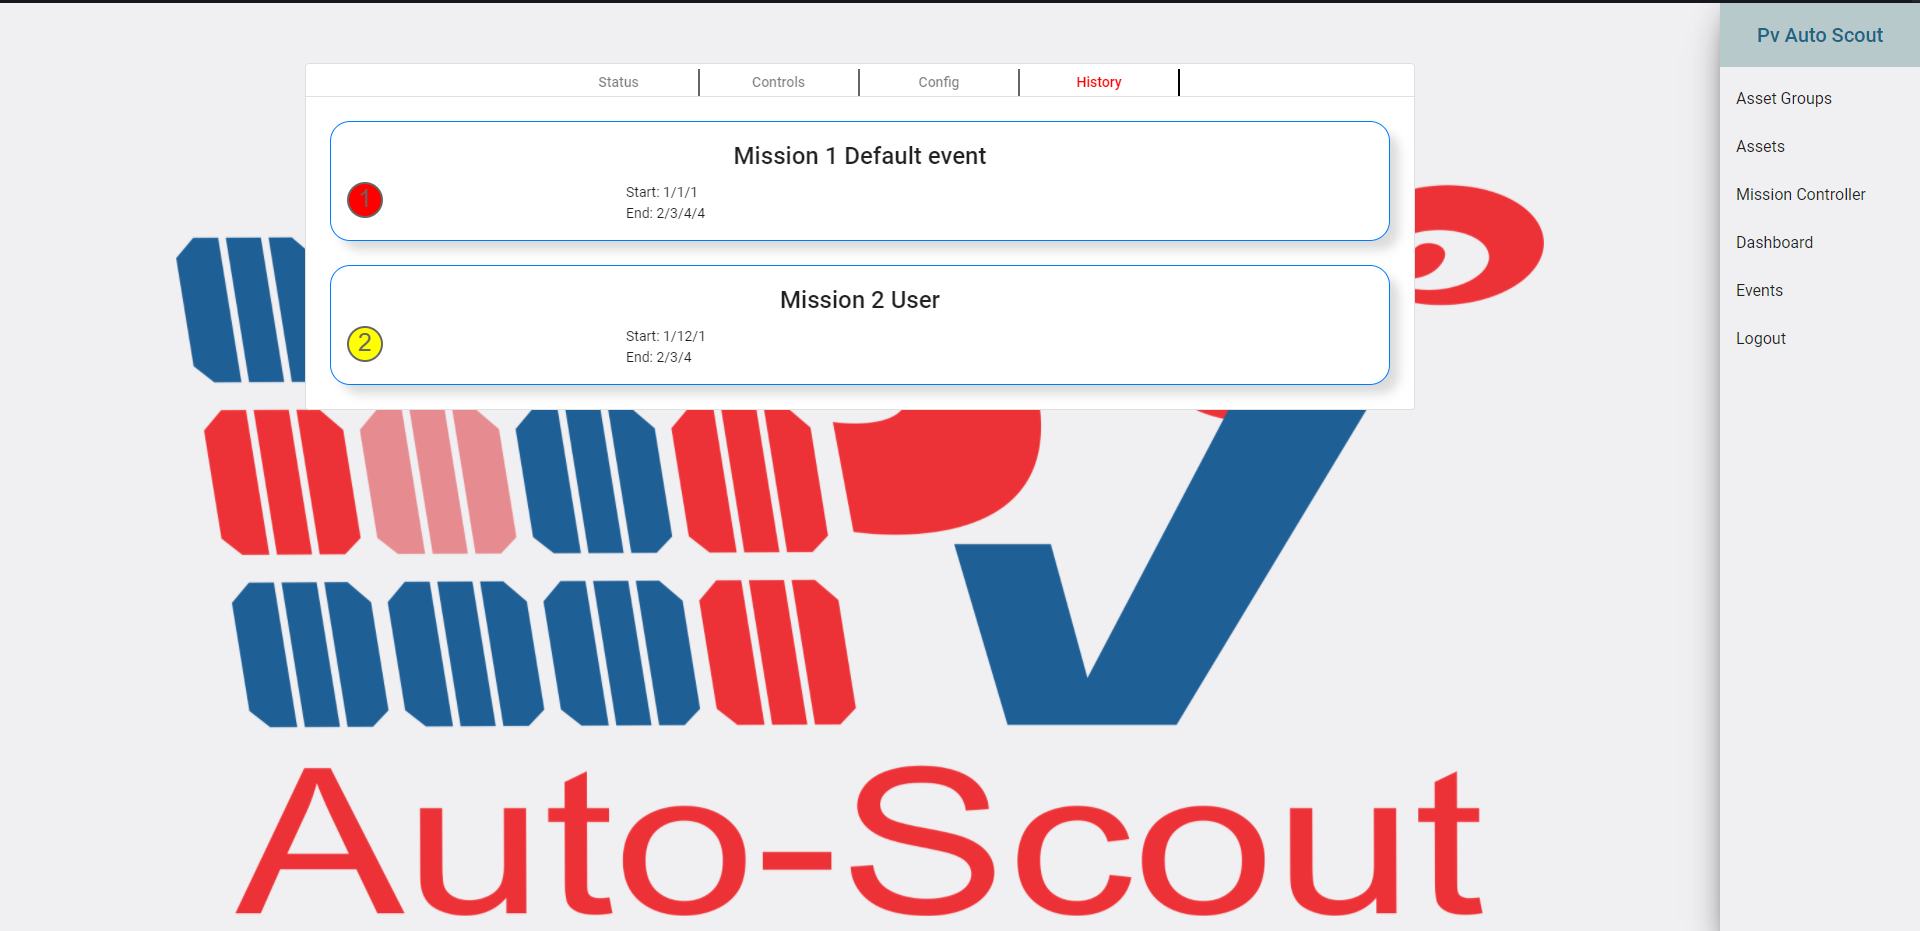 Status
Controls
Config
History
Mission 1 Default event
1
Start: 1/1/1
End: 2/3/4/4
Mission 2 User
2
Start: 1/12/1
End: 2/3/4
Auto-Scout
Pv Auto Scout
Asset Groups
Assets
Mission Controller
Dashboard
Events
Logout